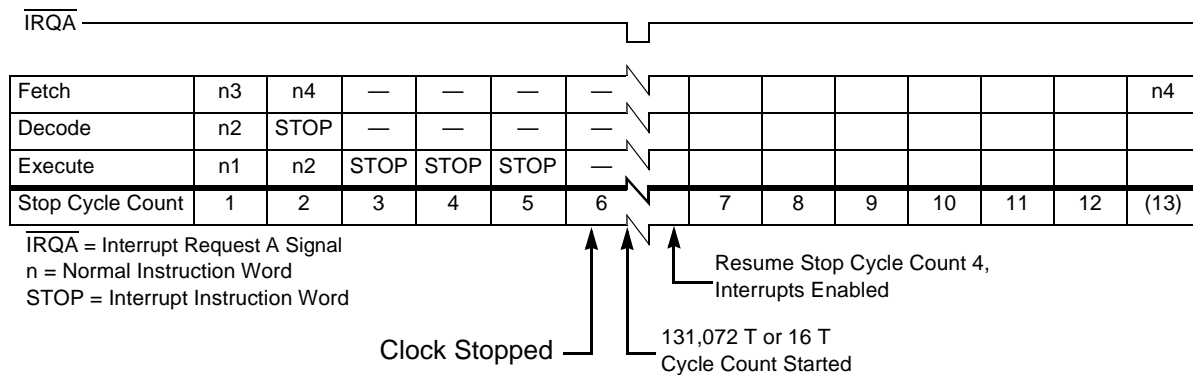 IRQA
Fetch n3 n4 — — — — n4
Decode n2 STOP — — — —
Execute n1 n2 STOP STOP STOP —
Stop Cycle Count 1 2 3 4 5 6 7 8 9 10 11 12 (13)
IRQA = Interrupt Request A Signal
n = Normal Instruction Word
STOP = Interrupt Instruction Word
Resume Stop Cycle Count 4,
Interrupts Enabled
Clock Stopped
131,072 T or 16 T
Cycle Count Started